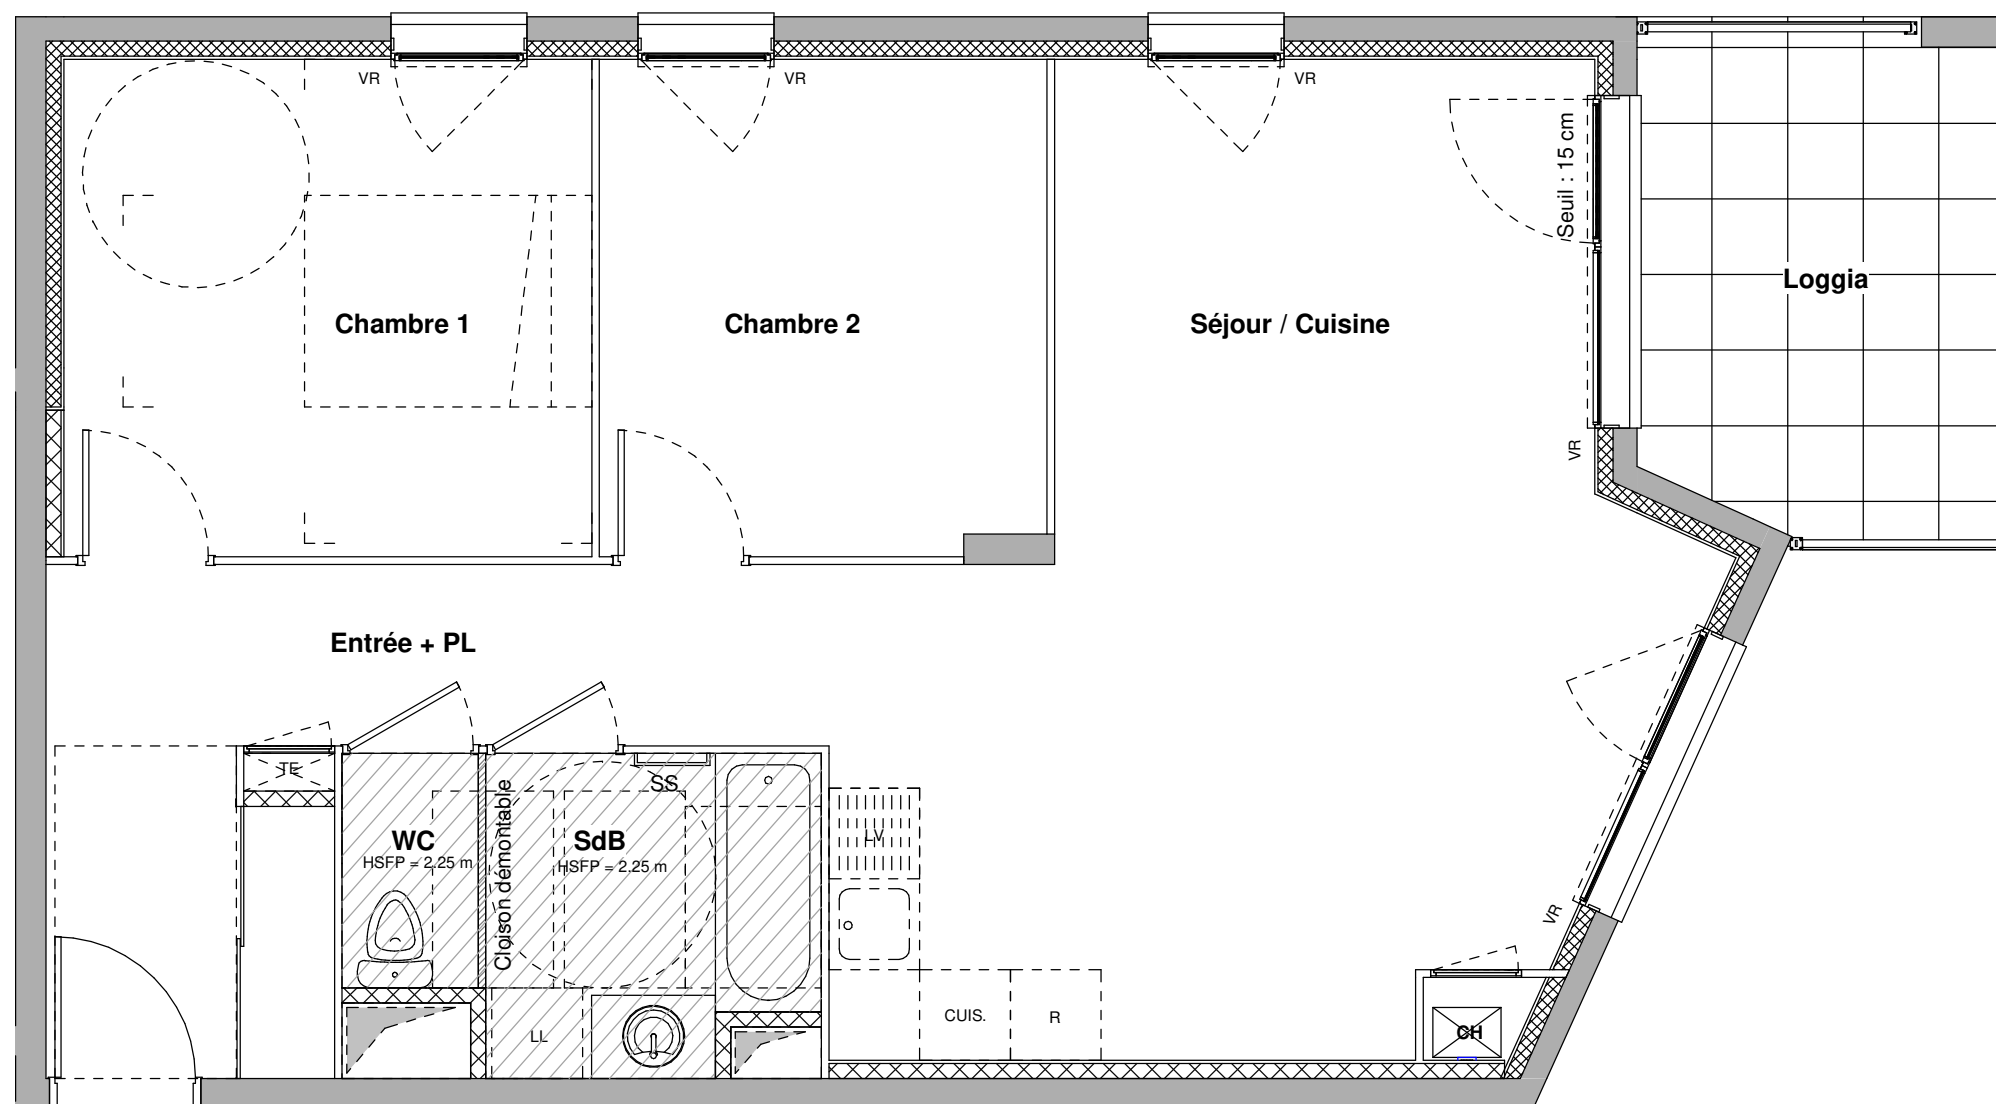 VR
VR
VR
Seuil : 15 cm
Loggia
Chambre 1
Chambre 2
Séjour / Cuisine
VR
Entrée + PL
TE
Cloison démontable
SS
WC
HSFP = 2.25 m
SdB
HSFP = 2.25 m
LV
VR
CUIS.
R
LL
CH